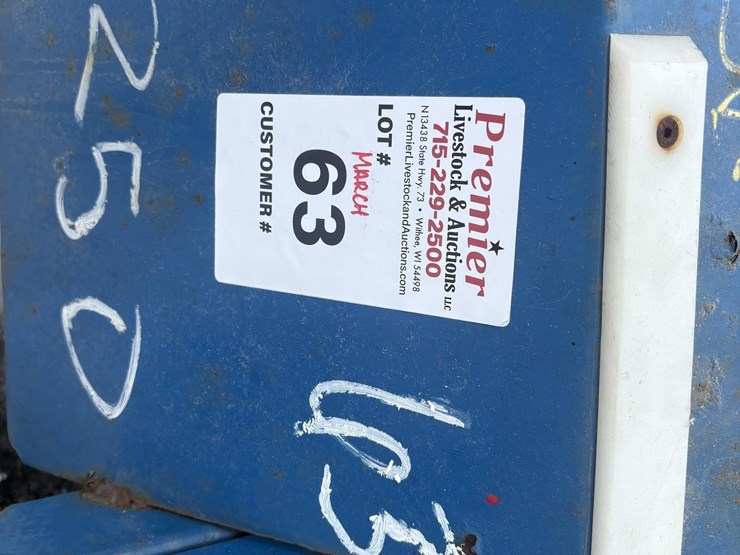 Premier
Livestock & Auctions LLC
715-229-2500
N13438 State Hwy. 73 • Withee, WI 54498
PremierLivestockandAuctions.com
LOT #
MARCH
63
CUSTOMER #
63
250